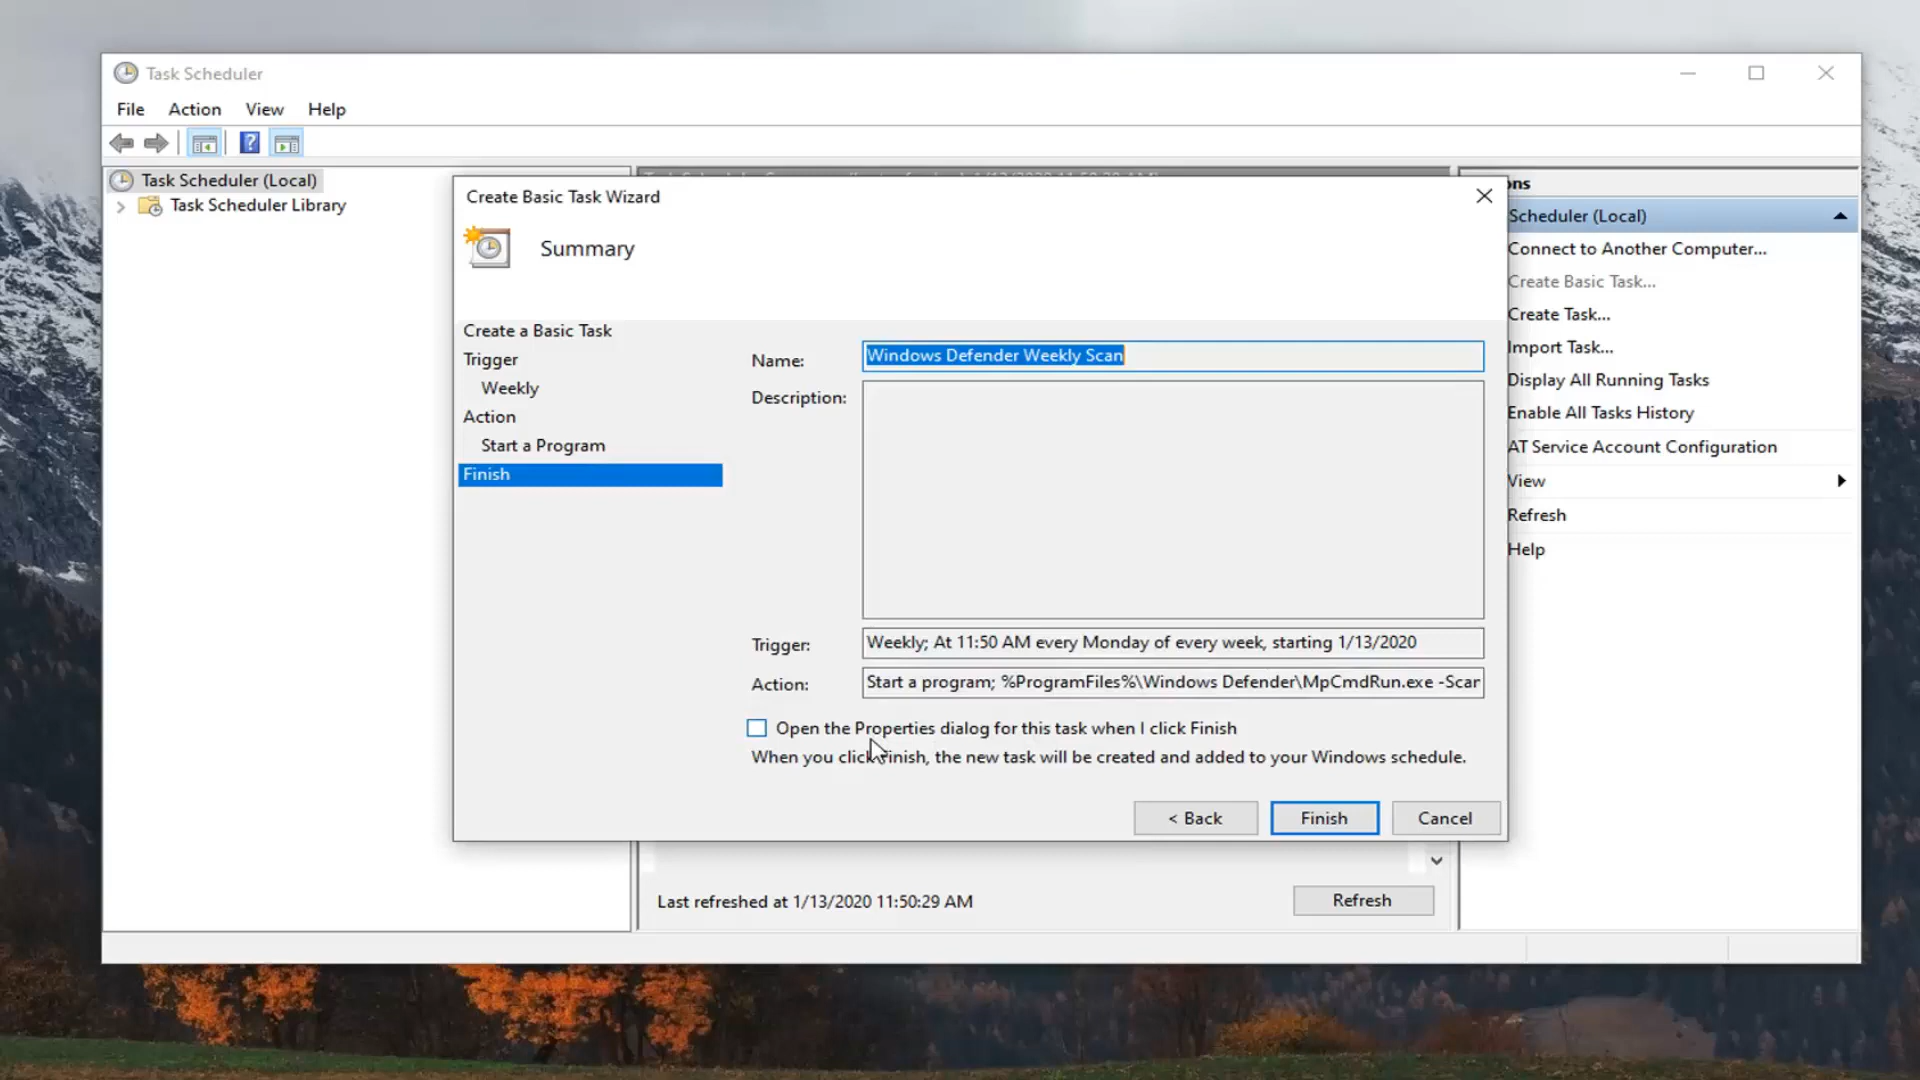 Task Scheduler
File Action View Help
Task Scheduler (Local)
Task Scheduler Library
Create Basic Task Wizard
Summary
Create a Basic Task
Trigger
Weekly
Action
Start a Program
Finish
Name: Windows Defender Weekly Scan
Description:
Trigger: Weekly; At 11:50 AM every Monday of every week, starting 1/13/2020
Action: Start a program; %ProgramFiles%\Windows Defender\MpCmdRun.exe -Scan
Open the Properties dialog for this task when I click Finish
When you click Finish, the new task will be created and added to your Windows schedule.
< Back Finish Cancel
Last refreshed at 1/13/2020 11:50:29 AM
Refresh
ons
Scheduler (Local)
Connect to Another Computer...
Create Basic Task...
Create Task...
Import Task...
Display All Running Tasks
Enable All Tasks History
AT Service Account Configuration
View
Refresh
Help